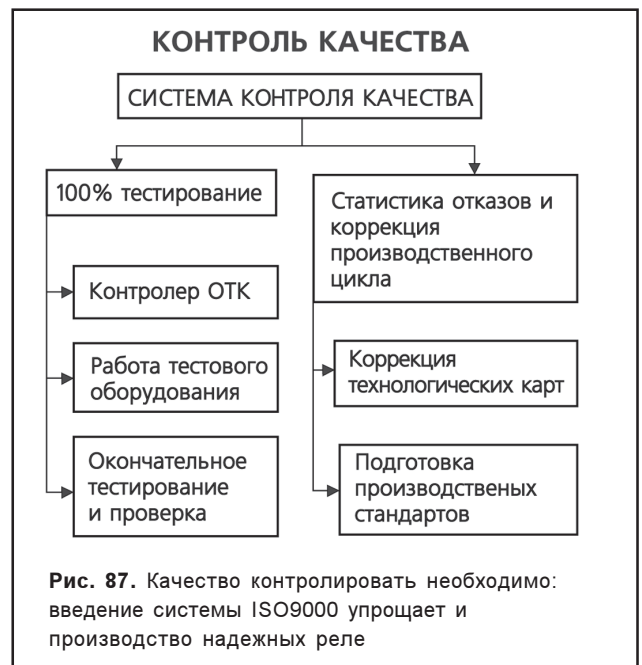 КОНТРОЛЬ КАЧЕСТВА
СИСТЕМА КОНТРОЛЯ КАЧЕСТВА
100% тестирование
Контролер ОТК
Работа тестового
оборудования
Окончательное
тестирование
и проверка
Статистика отказов и
коррекция
производственного
цикла
Коррекция
технологических карт
Подготовка
производственых
стандартов
Рис. 87. Качество контролировать необходимо:
введение системы ISO9000 упрощает и
производство надежных реле